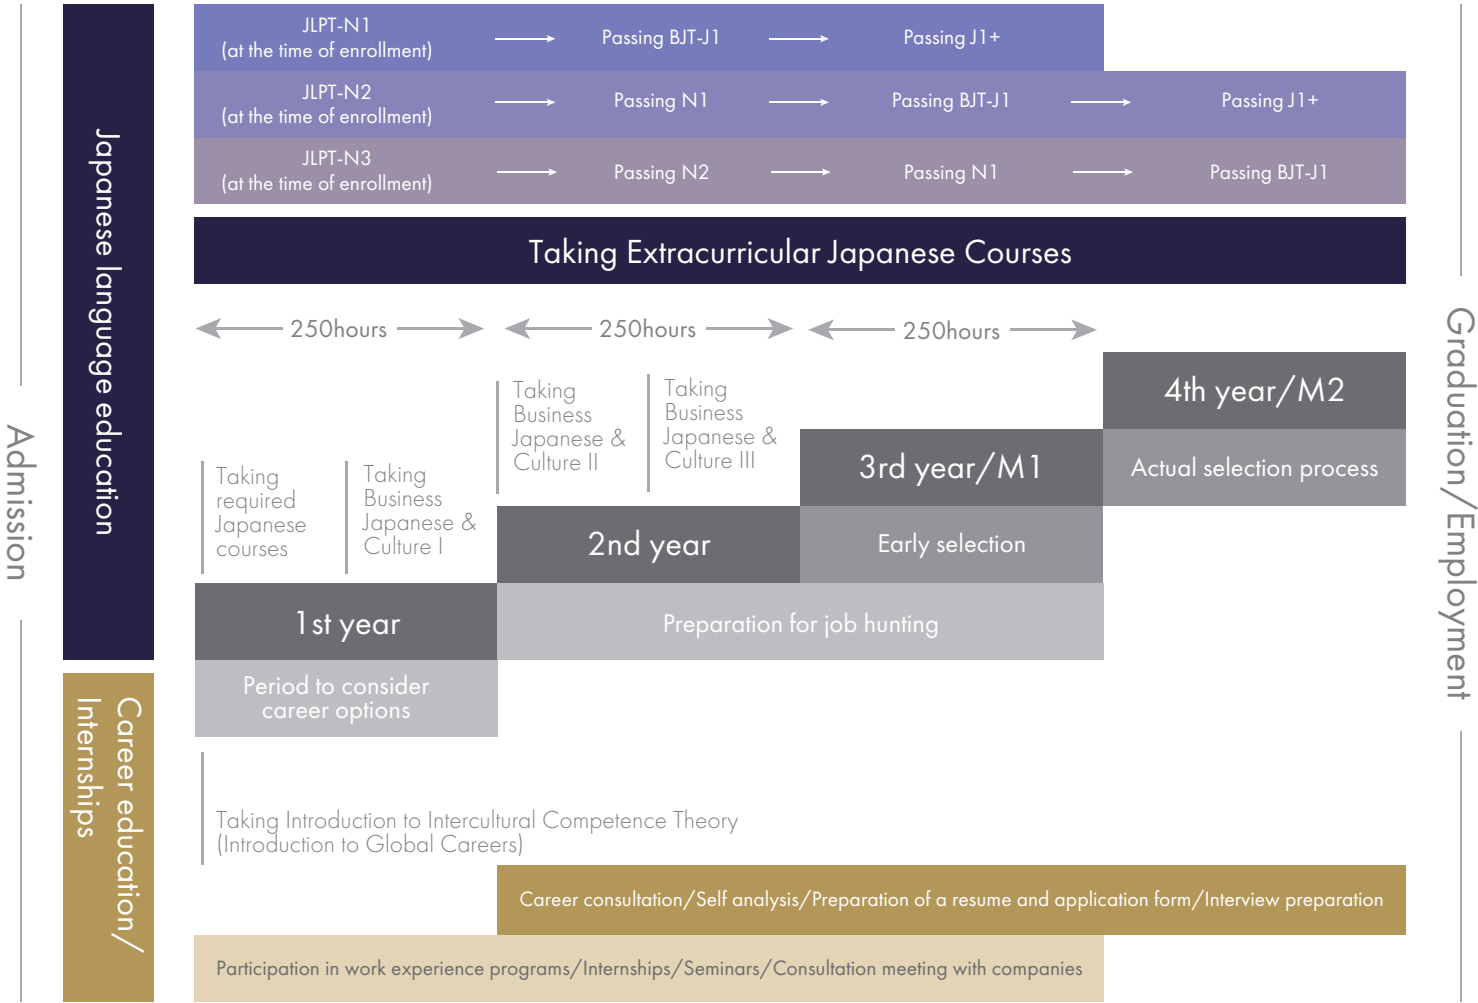 Admission
Japanese language education
JLPT-N1
(at the time of enrollment)
Passing BJT-J1
Passing J1+
JLPT-N2
(at the time of enrollment)
Passing N1
Passing BJT-J1
Passing J1+
JLPT-N3
(at the time of enrollment)
Passing N2
Passing N1
Passing BJT-J1
Taking Extracurricular Japanese Courses
250hours
250hours
250hours
Taking
required
Japanese
courses
Taking
Business
Japanese &
Culture I
Taking
Business
Japanese &
Culture II
Taking
Business
Japanese &
Culture III
1st year
Period to consider
career options
2nd year
Preparation for job hunting
3rd year/M1
Early selection
4th year/M2
Actual selection process
Career education/
Internships
Taking Introduction to Intercultural Competence Theory
(Introduction to Global Careers)
Career consultation/Self analysis/Preparation of a resume and application form/Interview preparation
Participation in work experience programs/Internships/Seminars/Consultation meeting with companies
Graduation/Employment